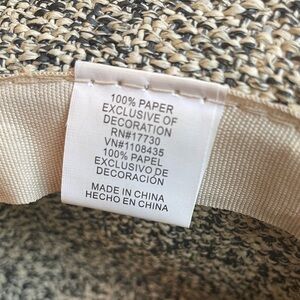 100% PAPER
EXCLUSIVE OF
DECORATION
RN#17730
VN#1108435
100% PAPEL
EXCLUSIVO DE
DECORACIÓN
MADE IN CHINA
HECHO EN CHINA